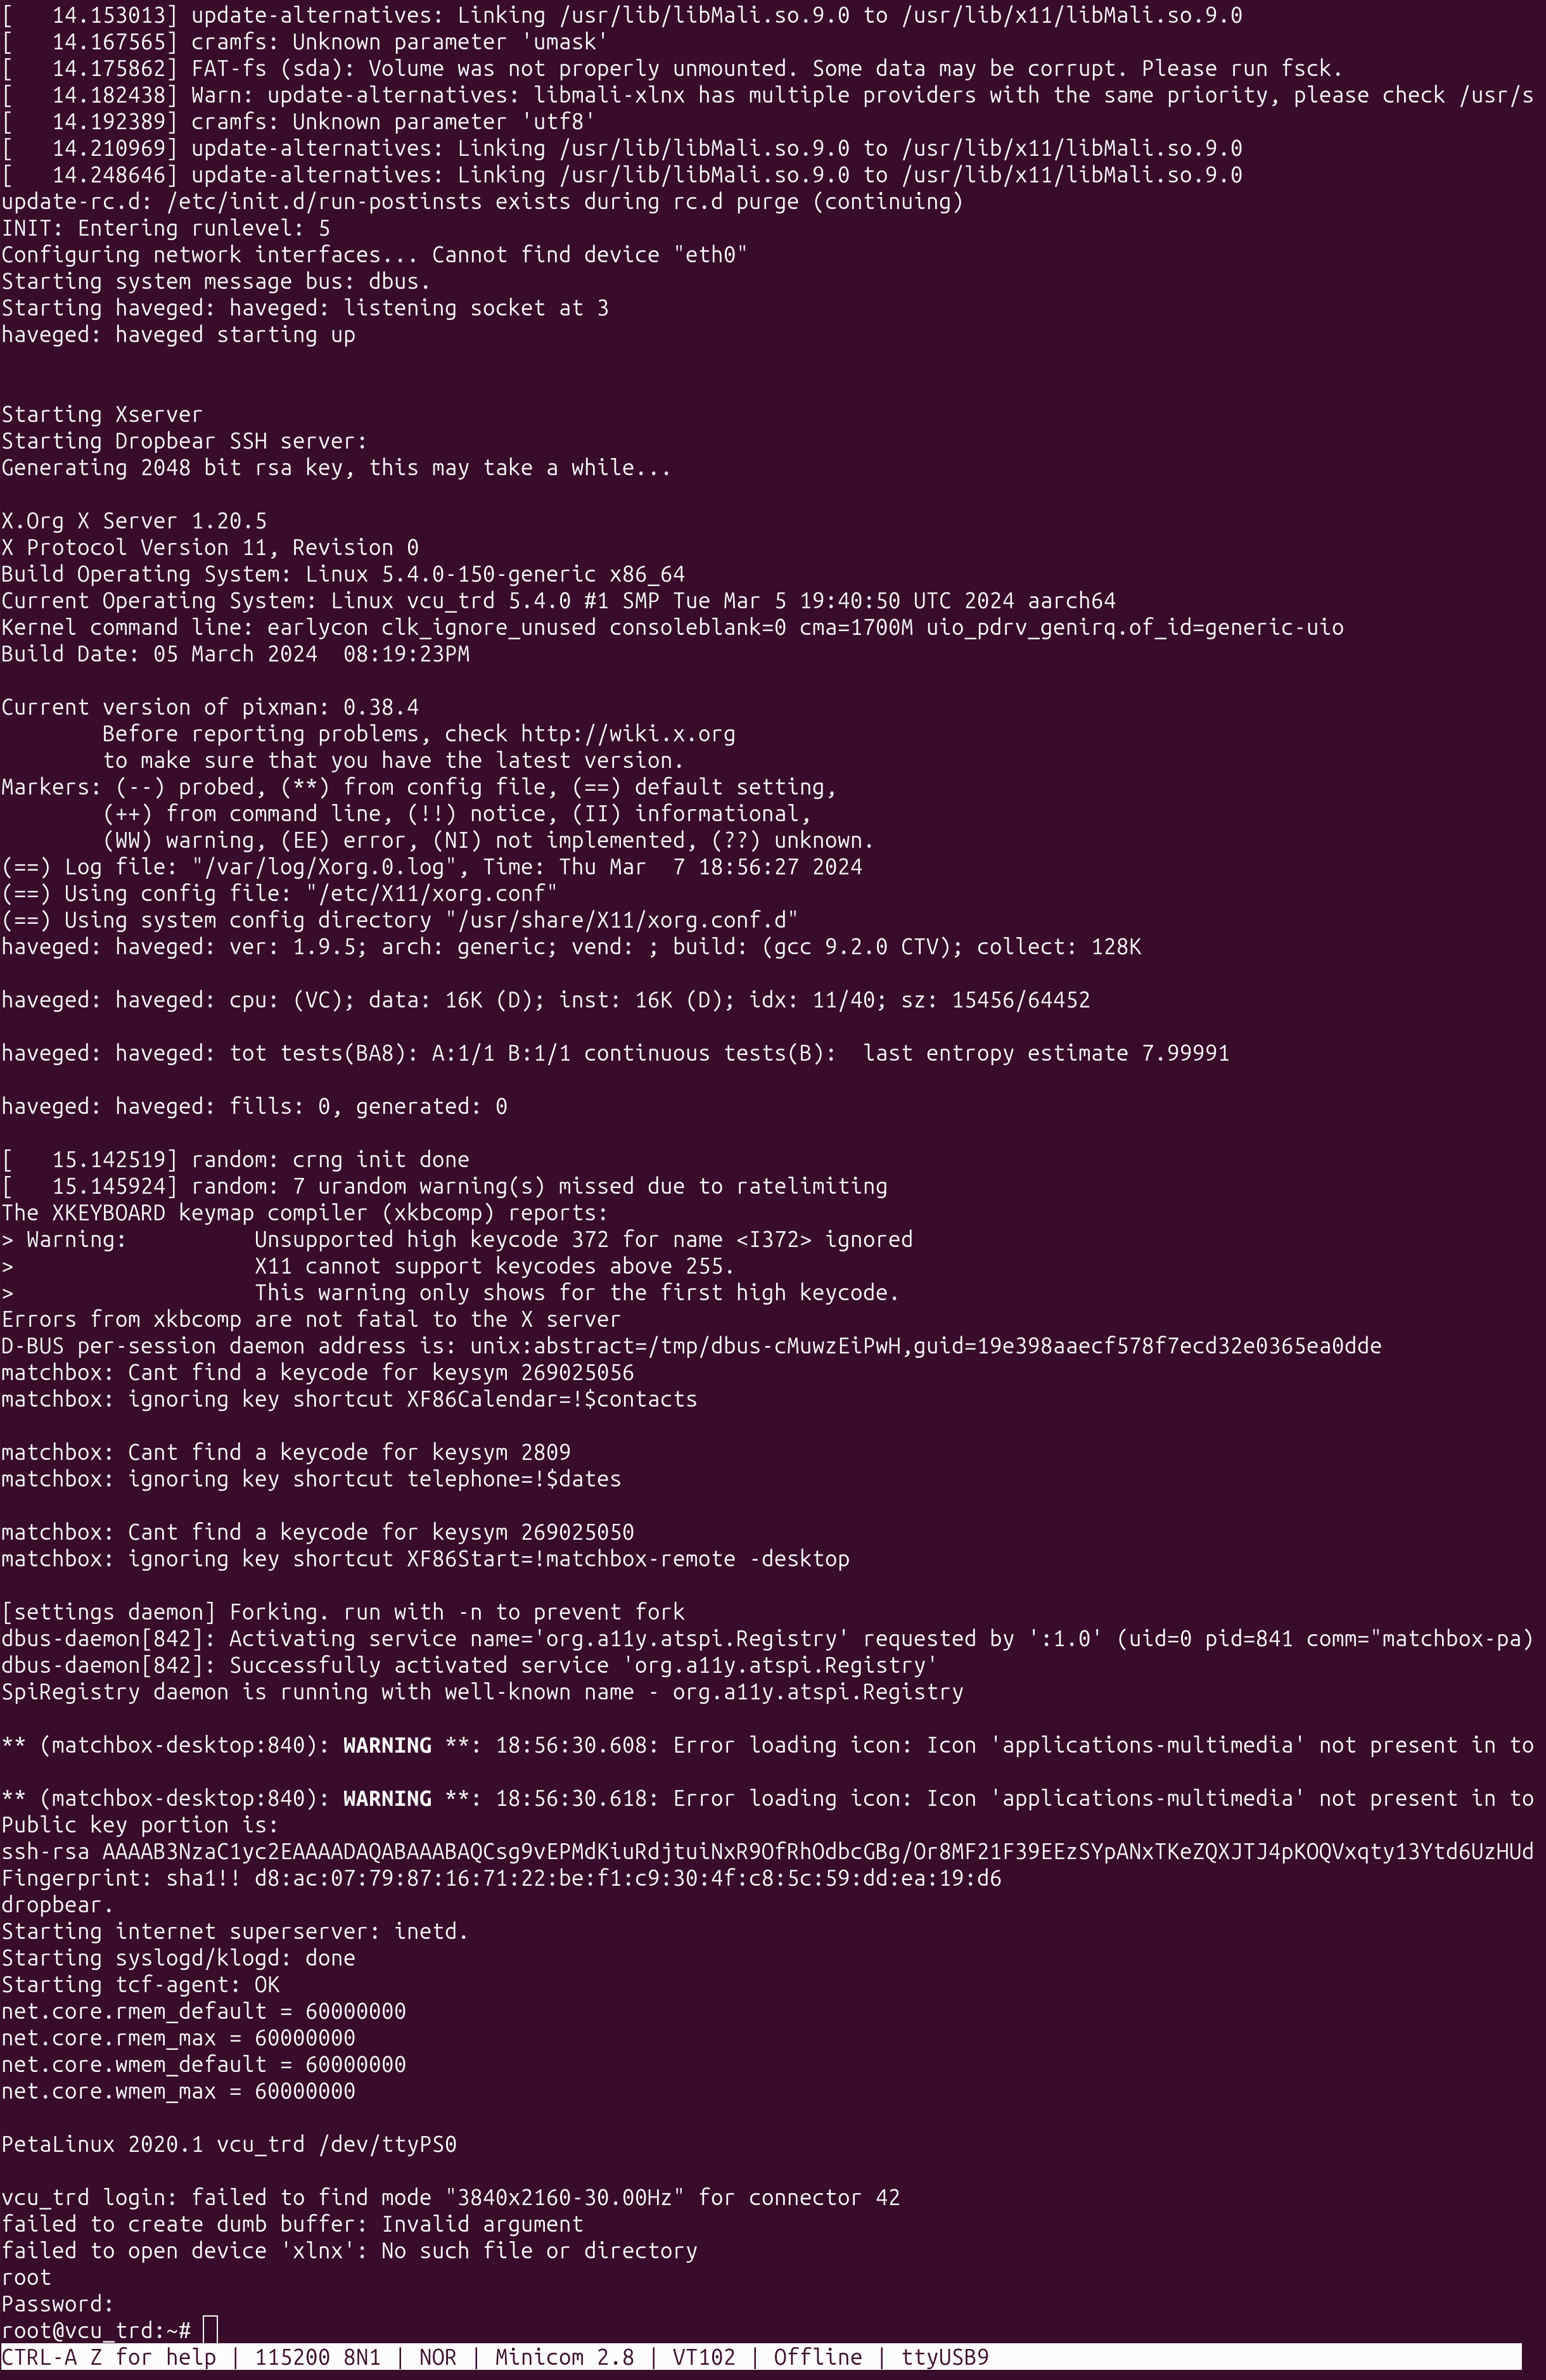 [   14.153013] update-alternatives: Linking /usr/lib/libMali.so.9.0 to /usr/lib/x11/libMali.so.9.0
[   14.167565] cramfs: Unknown parameter 'umask'
[   14.175862] FAT-fs (sda): Volume was not properly unmounted. Some data may be corrupt. Please run fsck.
[   14.182438] Warn: update-alternatives: libmali-xlnx has multiple providers with the same priority, please check /usr/s
[   14.192389] cramfs: Unknown parameter 'utf8'
[   14.210969] update-alternatives: Linking /usr/lib/libMali.so.9.0 to /usr/lib/x11/libMali.so.9.0
[   14.248646] update-alternatives: Linking /usr/lib/libMali.so.9.0 to /usr/lib/x11/libMali.so.9.0
update-rc.d: /etc/init.d/run-postinsts exists during rc.d purge (continuing)
INIT: Entering runlevel: 5
Configuring network interfaces... Cannot find device "eth0"
Starting system message bus: dbus.
Starting haveged: haveged: listening socket at 3
haveged: haveged starting up
Starting Xserver
Starting Dropbear SSH server:
Generating 2048 bit rsa key, this may take a while...
X.Org X Server 1.20.5
X Protocol Version 11, Revision 0
Build Operating System: Linux 5.4.0-150-generic x86_64
Current Operating System: Linux vcu_trd 5.4.0 #1 SMP Tue Mar 5 19:40:50 UTC 2024 aarch64
Kernel command line: earlycon clk_ignore_unused consoleblank=0 cma=1700M uio_pdrv_genirq.of_id=generic-uio
Build Date: 05 March 2024  08:19:23PM
Current version of pixman: 0.38.4
        Before reporting problems, check http://wiki.x.org
        to make sure that you have the latest version.
Markers: (--) probed, (**) from config file, (==) default setting,
        (++) from command line, (!!) notice, (II) informational,
        (WW) warning, (EE) error, (NI) not implemented, (??) unknown.
(==) Log file: "/var/log/Xorg.0.log", Time: Thu Mar  7 18:56:27 2024
(==) Using config file: "/etc/X11/xorg.conf"
(==) Using system config directory "/usr/share/X11/xorg.conf.d"
haveged: haveged: ver: 1.9.5; arch: generic; vend: ; build: (gcc 9.2.0 CTV); collect: 128K
haveged: haveged: cpu: (VC); data: 16K (D); inst: 16K (D); idx: 11/40; sz: 15456/64452
haveged: haveged: tot tests(BA8): A:1/1 B:1/1 continuous tests(B):  last entropy estimate 7.99991
haveged: haveged: fills: 0, generated: 0
[   15.142519] random: crng init done
[   15.145924] random: 7 urandom warning(s) missed due to ratelimiting
The XKEYBOARD keymap compiler (xkbcomp) reports:
> Warning:          Unsupported high keycode 372 for name <I372> ignored
>                   X11 cannot support keycodes above 255.
>                   This warning only shows for the first high keycode.
Errors from xkbcomp are not fatal to the X server
D-BUS per-session daemon address is: unix:abstract=/tmp/dbus-cMuwzEiPwH,guid=19e398aaecf578f7ecd32e0365ea0dde
matchbox: Cant find a keycode for keysym 269025056
matchbox: ignoring key shortcut XF86Calendar=!$contacts
matchbox: Cant find a keycode for keysym 2809
matchbox: ignoring key shortcut telephone=!$dates
matchbox: Cant find a keycode for keysym 269025050
matchbox: ignoring key shortcut XF86Start=!matchbox-remote -desktop
[settings daemon] Forking. run with -n to prevent fork
dbus-daemon[842]: Activating service name='org.a11y.atspi.Registry' requested by ':1.0' (uid=0 pid=841 comm="matchbox-pa)
dbus-daemon[842]: Successfully activated service 'org.a11y.atspi.Registry'
SpiRegistry daemon is running with well-known name - org.a11y.atspi.Registry
** (matchbox-desktop:840): WARNING **: 18:56:30.608: Error loading icon: Icon 'applications-multimedia' not present in to
** (matchbox-desktop:840): WARNING **: 18:56:30.618: Error loading icon: Icon 'applications-multimedia' not present in to
Public key portion is:
ssh-rsa AAAAB3NzaC1yc2EAAAADAQABAAABAQCsg9vEPMdKiuRdjtuiNxR9OfRhOdbcGBg/Or8MF21F39EEzSYpANxTKeZQXJTJ4pKOQVxqty13Ytd6UzHUd
Fingerprint: sha1!! d8:ac:07:79:87:16:71:22:be:f1:c9:30:4f:c8:5c:59:dd:ea:19:d6
dropbear.
Starting internet superserver: inetd.
Starting syslogd/klogd: done
Starting tcf-agent: OK
net.core.rmem_default = 60000000
net.core.rmem_max = 60000000
net.core.wmem_default = 60000000
net.core.wmem_max = 60000000
PetaLinux 2020.1 vcu_trd /dev/ttyPS0
vcu_trd login: failed to find mode "3840x2160-30.00Hz" for connector 42
failed to create dumb buffer: Invalid argument
failed to open device 'xlnx': No such file or directory
root
Password:
root@vcu_trd:~#
CTRL-A Z for help | 115200 8N1 | NOR | Minicom 2.8 | VT102 | Offline | ttyUSB9